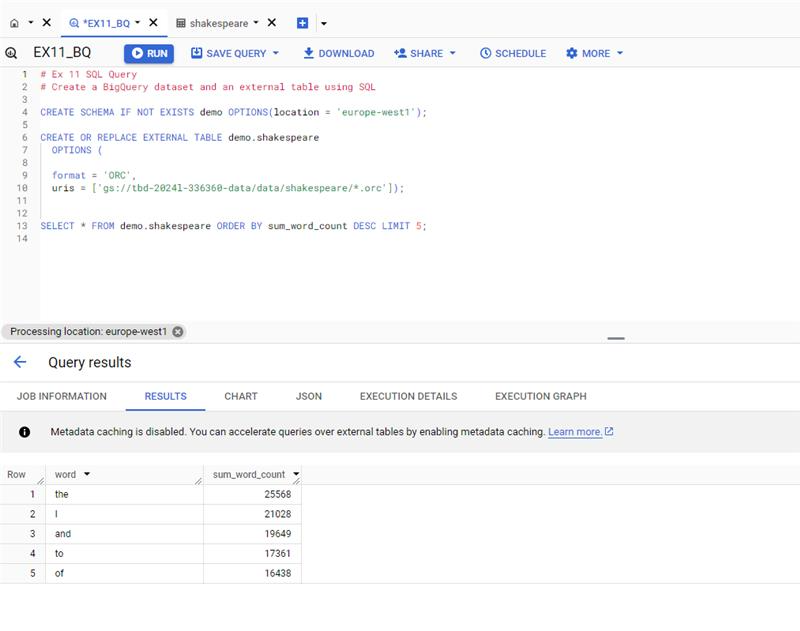 *EX11_BQ shakespeare
EX11_BQ RUN SAVE QUERY DOWNLOAD SHARE SCHEDULE MORE
1 # Ex 11 SQL Query
2 # Create a BigQuery dataset and an external table using SQL
3
4 CREATE SCHEMA IF NOT EXISTS demo OPTIONS(location = 'europe-west1');
5
6 CREATE OR REPLACE EXTERNAL TABLE demo.shakespeare
7 OPTIONS (
8
9 format = 'ORC',
10 uris = ['gs://tbd-2024l-336360-data/data/shakespeare/*.orc']);
11
12
13 SELECT * FROM demo.shakespeare ORDER BY sum_word_count DESC LIMIT 5;
14
Processing location: europe-west1
Query results
JOB INFORMATION RESULTS CHART JSON EXECUTION DETAILS EXECUTION GRAPH
Metadata caching is disabled. You can accelerate queries over external tables by enabling metadata caching. Learn more.
Row word sum_word_count
1 the 25568
2 I 21028
3 and 19649
4 to 17361
5 of 16438